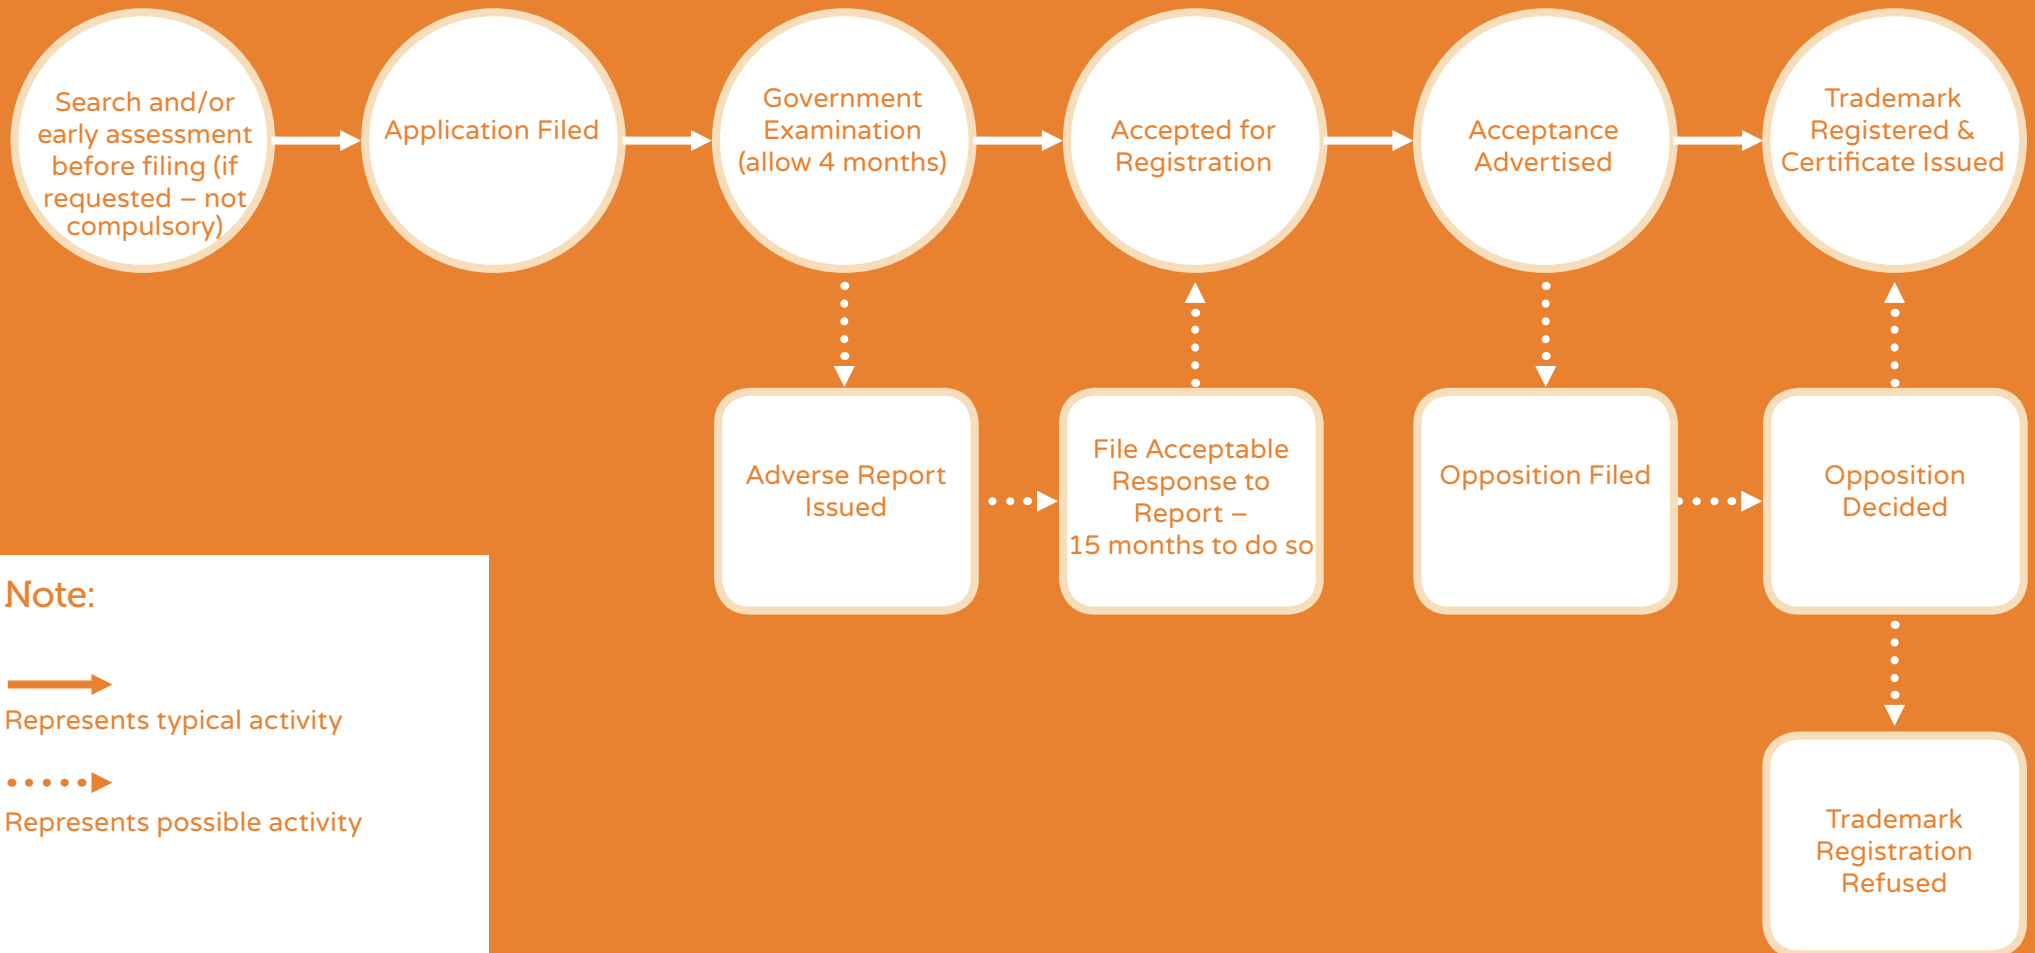 Search and/or
early assessment
before filing (if
requested – not
compulsory)
Application Filed
Government
Examination
(allow 4 months)
Accepted for
Registration
Acceptance
Advertised
Trademark
Registered &
Certificate Issued
Adverse Report
Issued
File Acceptable
Response to
Report –
15 months to do so
Opposition Filed
Opposition
Decided
Trademark
Registration
Refused
Note:
Represents typical activity
Represents possible activity